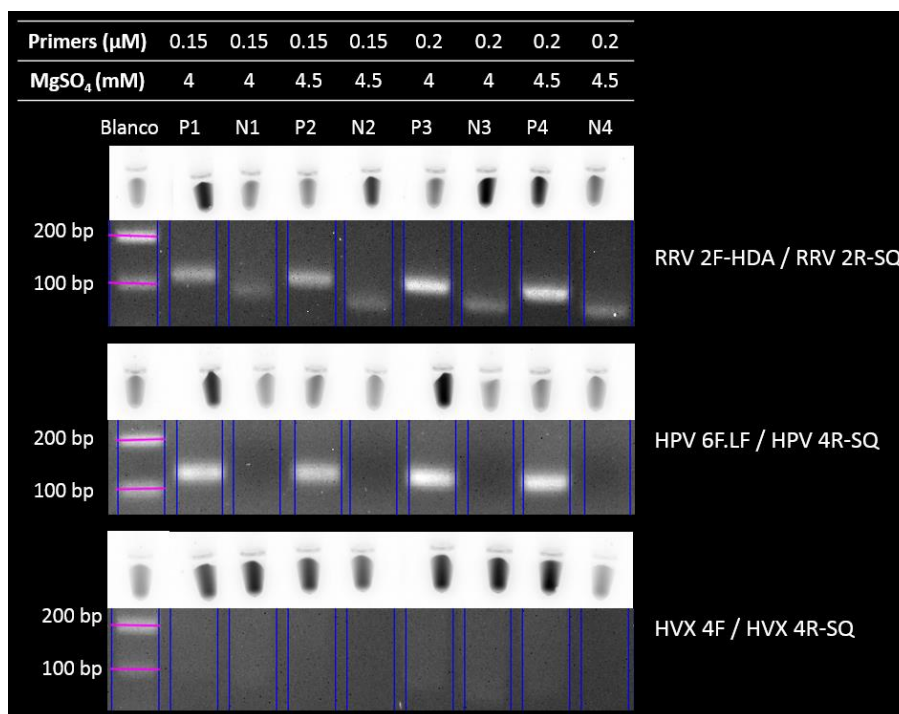 Primers (µM) 0.15 0.15 0.15 0.15 0.2 0.2 0.2 0.2
MgSO₄ (mM) 4 4 4.5 4.5 4 4 4.5 4.5
Blanco P1 N1 P2 N2 P3 N3 P4 N4
200 bp
100 bp
RRV 2F-HDA / RRV 2R-SQ
200 bp
100 bp
HPV 6F.LF / HPV 4R-SQ
200 bp
100 bp
HVX 4F / HVX 4R-SQ